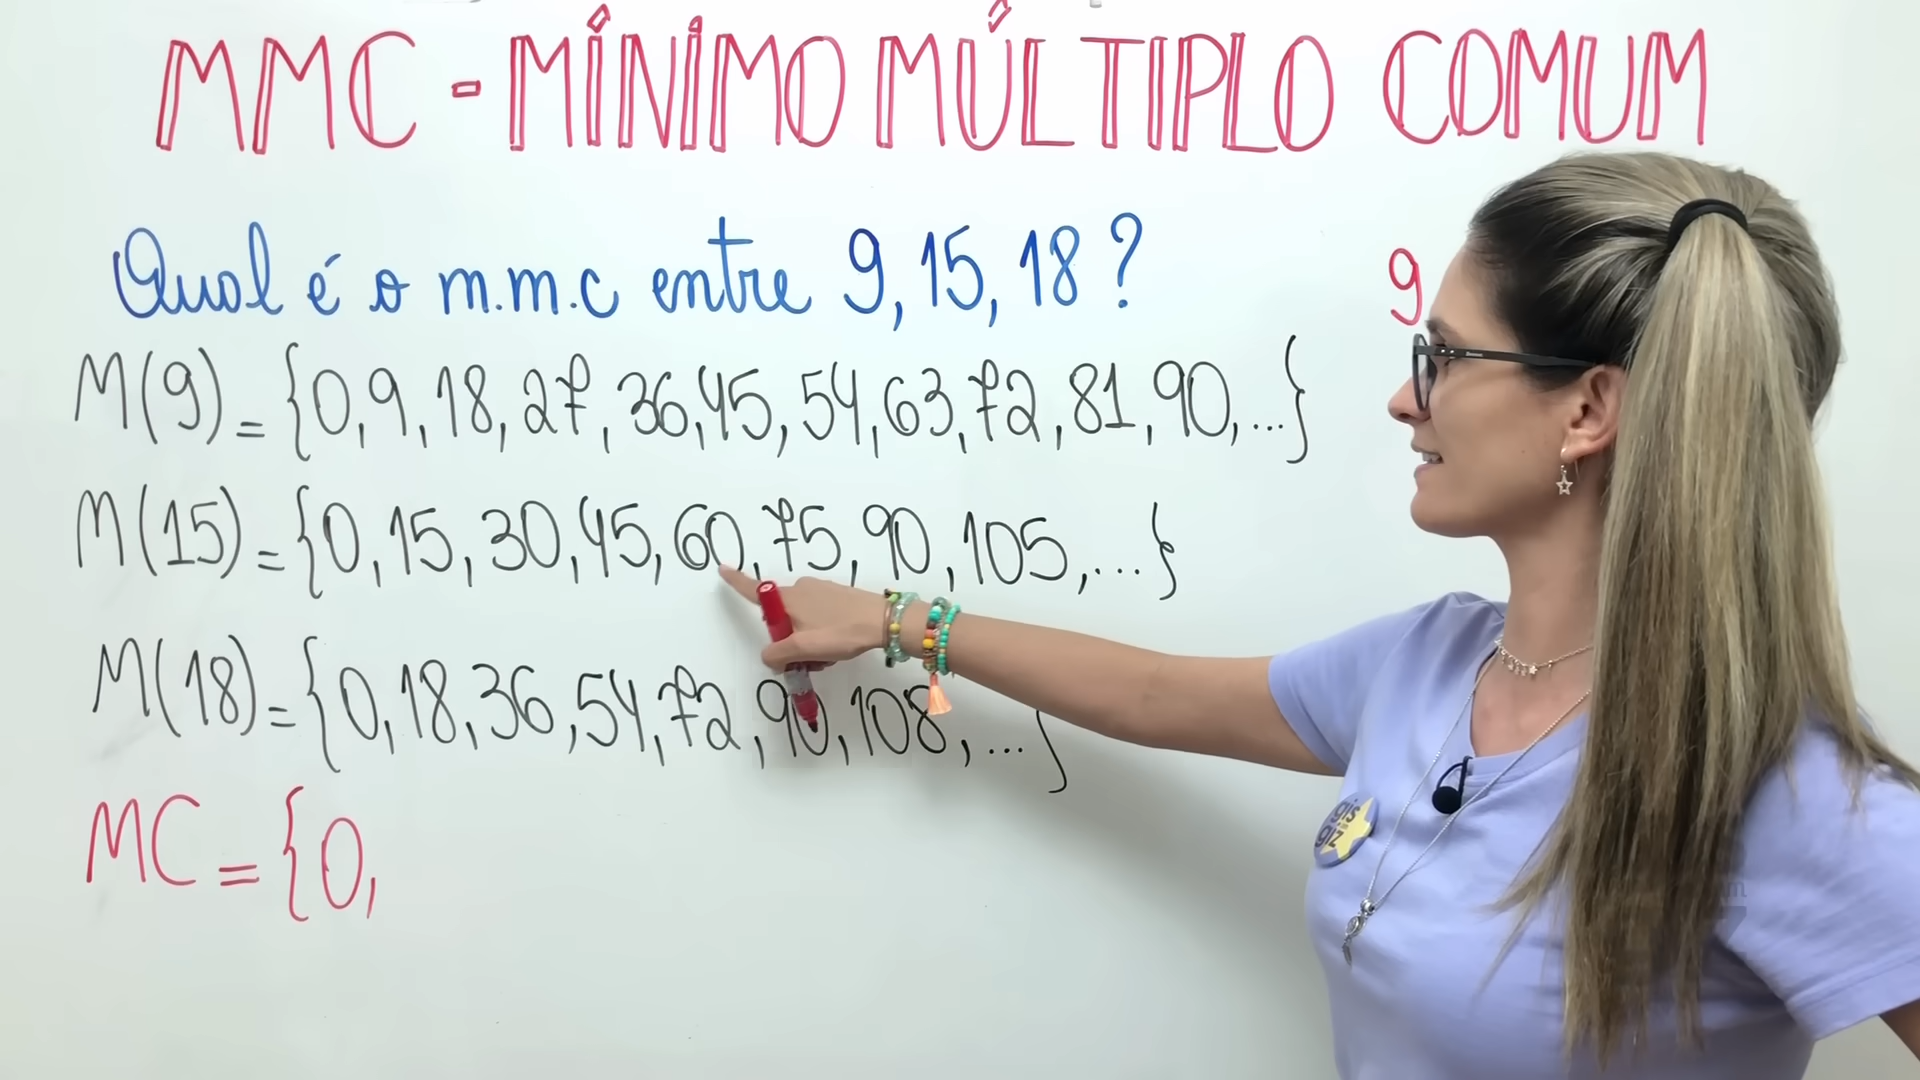 MMC - MÍNIMO MÚLTIPLO COMUM
Qual é o m.m.c entre 9, 15, 18 ?
9
M(9) = {0, 9, 18, 27, 36, 45, 54, 63, 72, 81, 90, ...}
M(15) = {0, 15, 30, 45, 60, 75, 90, 105, ...}
M(18) = {0, 18, 36, 54, 72, 90, 108, ...}
MC = {0,
gis
giz